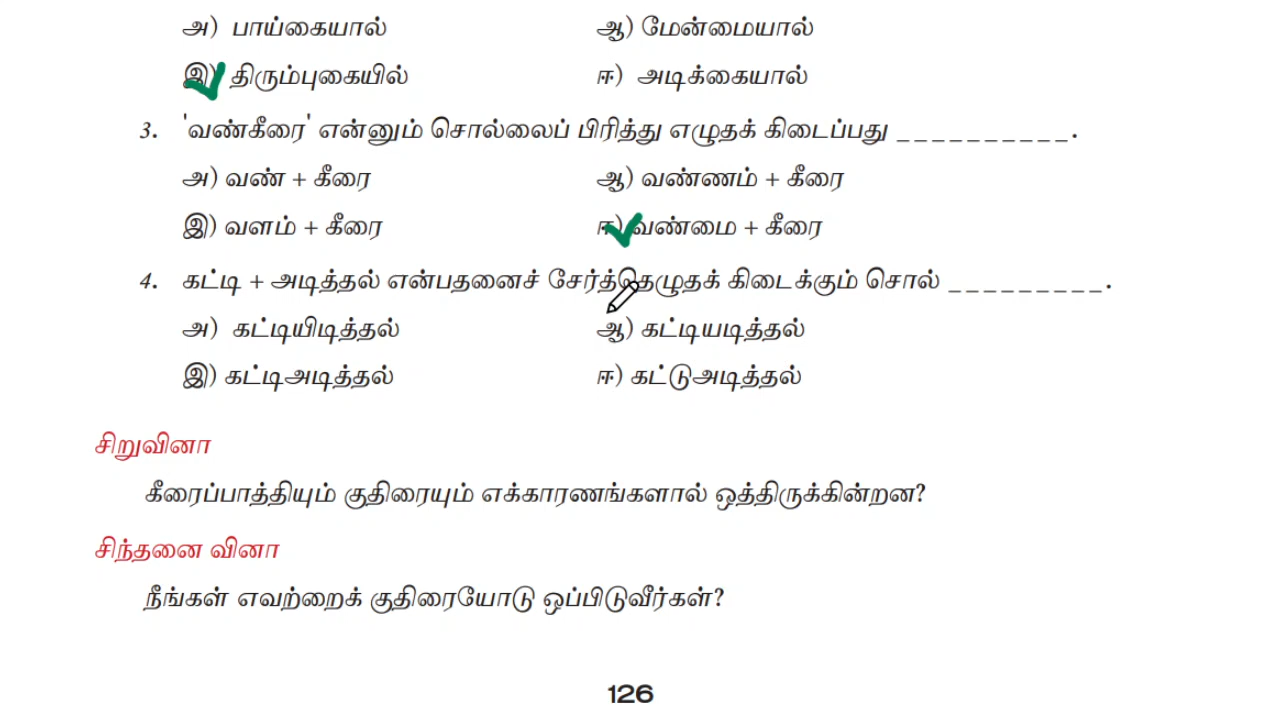 அ) பாய்கையால் ஆ) மேன்மையால்
இ) திரும்புகையில் ஈ) அடிக்கையால்
3. 'வண்கீரை' என்னும் சொல்லைப் பிரித்து எழுதக் கிடைப்பது __________.
அ) வண் + கீரை ஆ) வண்ணம் + கீரை
இ) வளம் + கீரை ஈ) வண்மை + கீரை
4. கட்டி + அடித்தல் என்பதனைச் சேர்த்தெழுதக் கிடைக்கும் சொல் _________.
அ) கட்டியிடித்தல் ஆ) கட்டியடித்தல்
இ) கட்டிஅடித்தல் ஈ) கட்டுஅடித்தல்
சிறுவினா
கீரைப்பாத்தியும் குதிரையும் எக்காரணங்களால் ஒத்திருக்கின்றன?
சிந்தனை வினா
நீங்கள் எவற்றைக் குதிரையோடு ஒப்பிடுவீர்கள்?
126